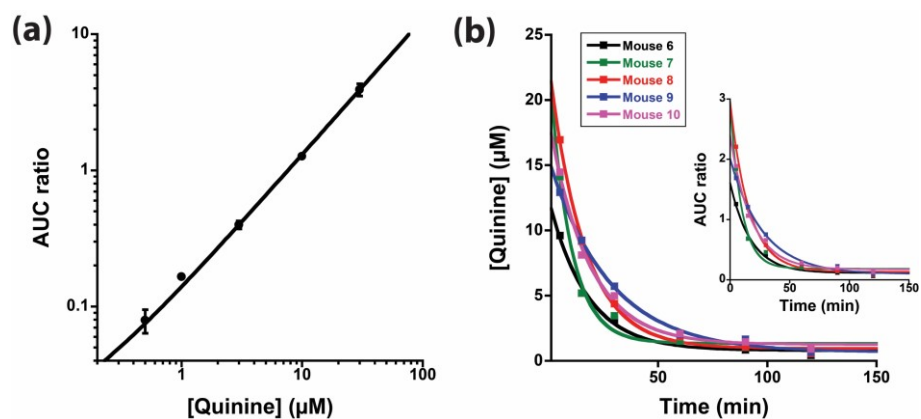 (a)
AUC ratio
10
1
0.1
1
10
100
[Quinine] (µM)
(b)
[Quinine] (µM)
25
20
15
10
5
0
50
100
150
Time (min)
Mouse 6
Mouse 7
Mouse 8
Mouse 9
Mouse 10
AUC ratio
3
2
1
0
0
50
100
150
Time (min)